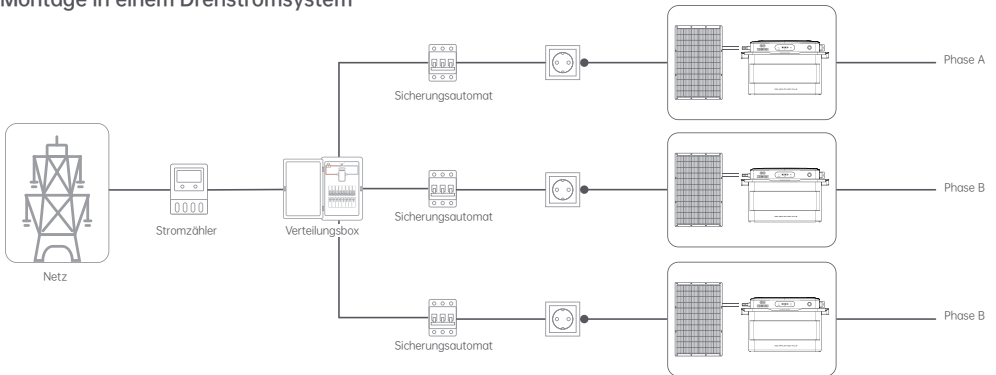 Montage in einem Drehstromsystem
Phase A
Sicherungsautomat
Phase B
Sicherungsautomat
Stromzähler
Verteilungsbox
Netz
Phase B
Sicherungsautomat